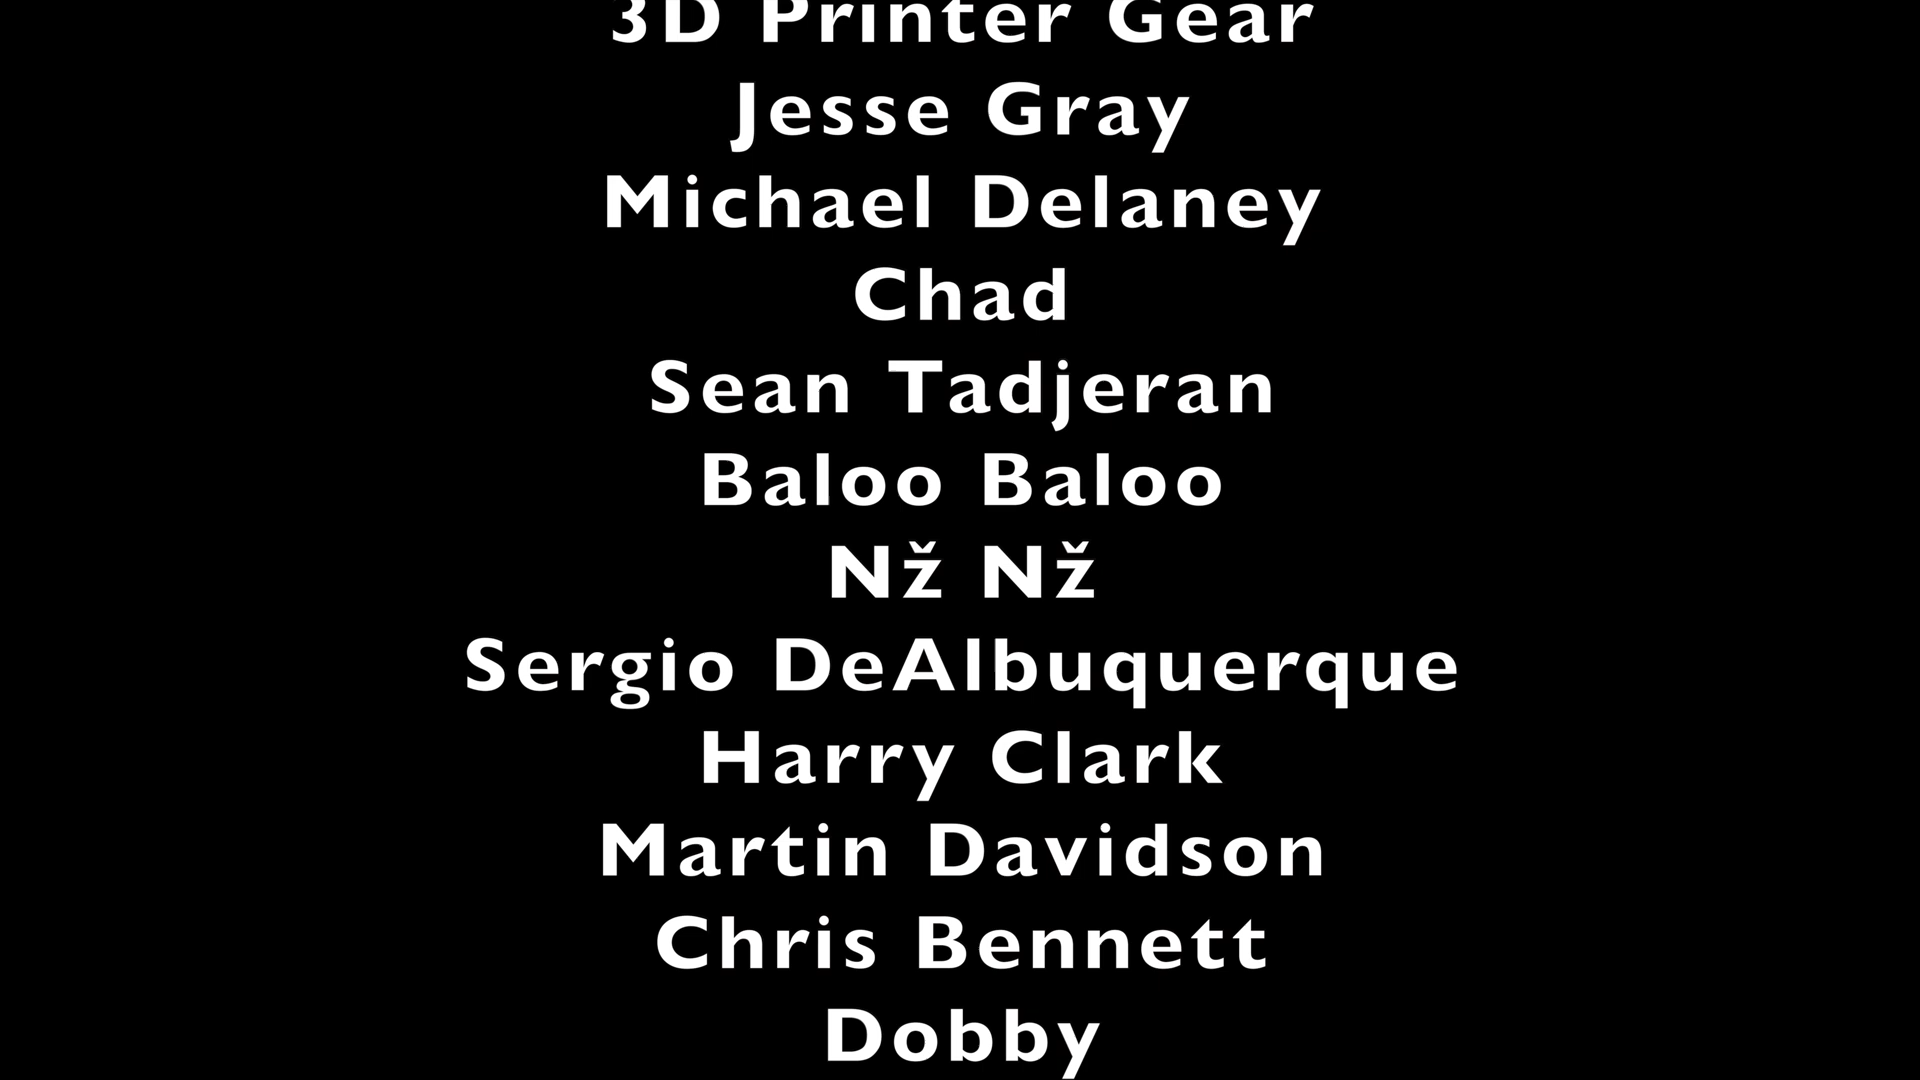 3D Printer Gear
Jesse Gray
Michael Delaney
Chad
Sean Tadjeran
Baloo Baloo
Nž Nž
Sergio DeAlbuquerque
Harry Clark
Martin Davidson
Chris Bennett
Dobby